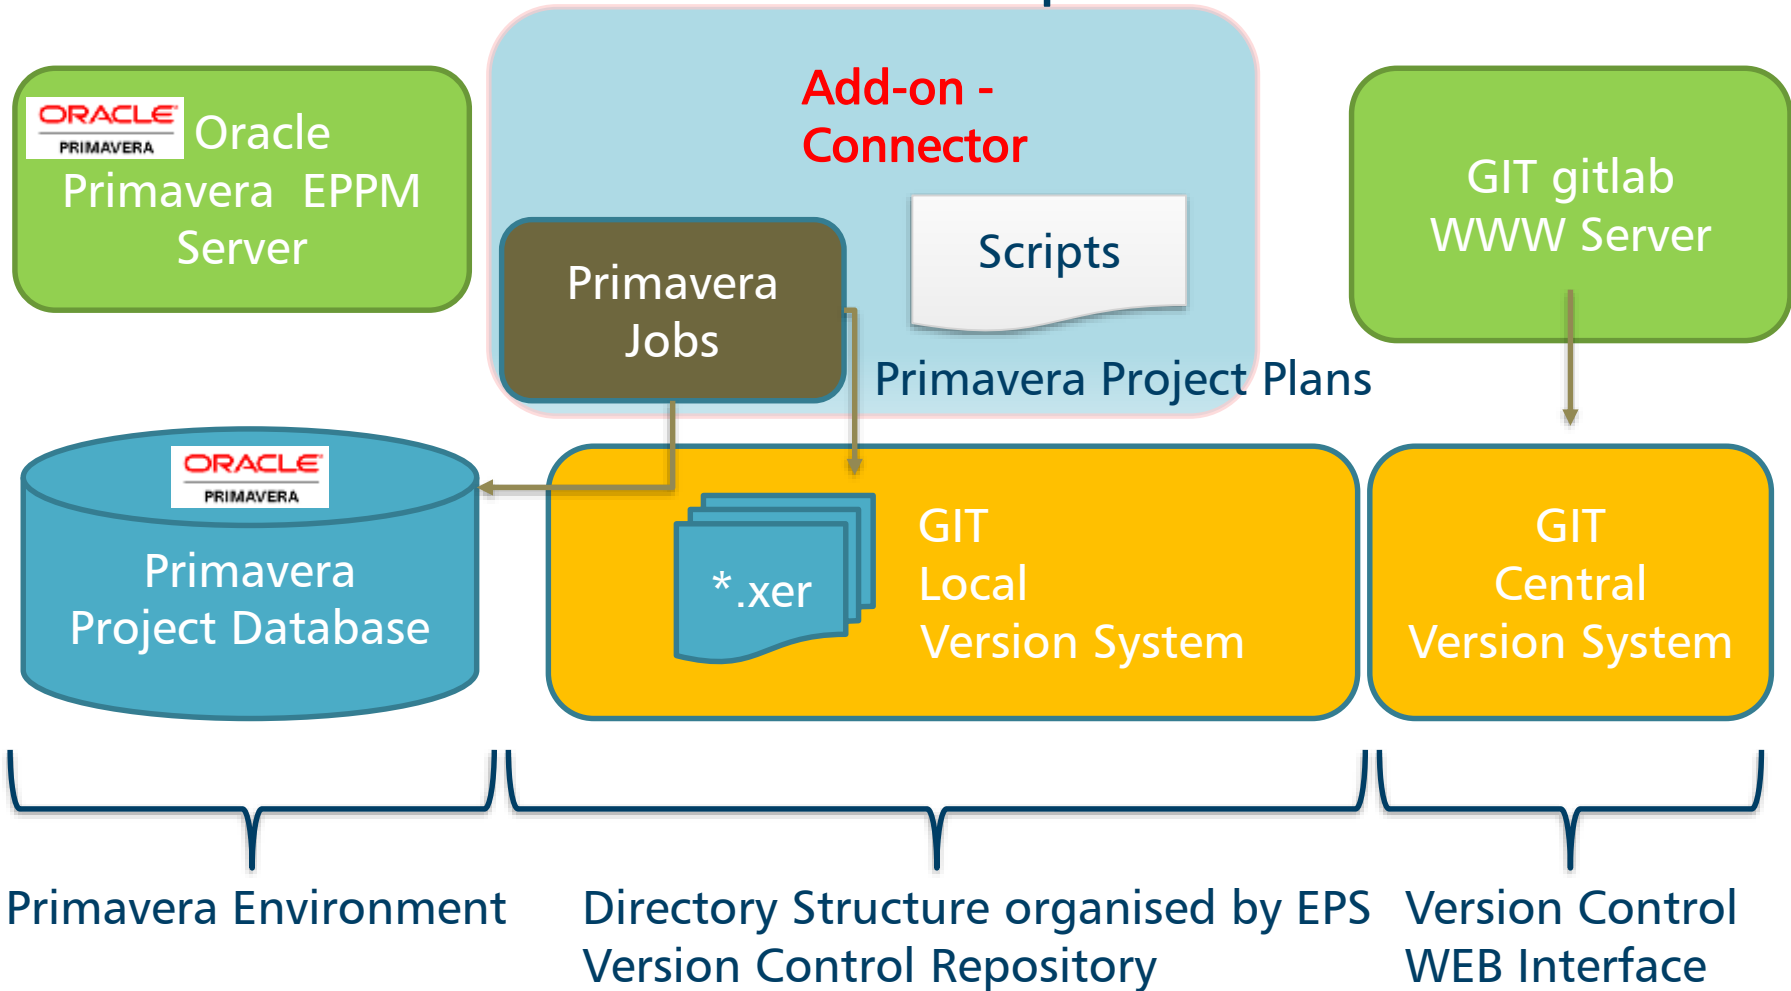 Add-on -
Connector
ORACLE
PRIMAVERA
Oracle
Primavera EPPM
Server
Primavera
Jobs
Scripts
Primavera Project Plans
GIT gitlab
WWW Server
ORACLE
PRIMAVERA
Primavera
Project Database
*.xer
GIT
Local
Version System
GIT
Central
Version System
Primavera Environment
Directory Structure organised by EPS
Version Control Repository
Version Control
WEB Interface